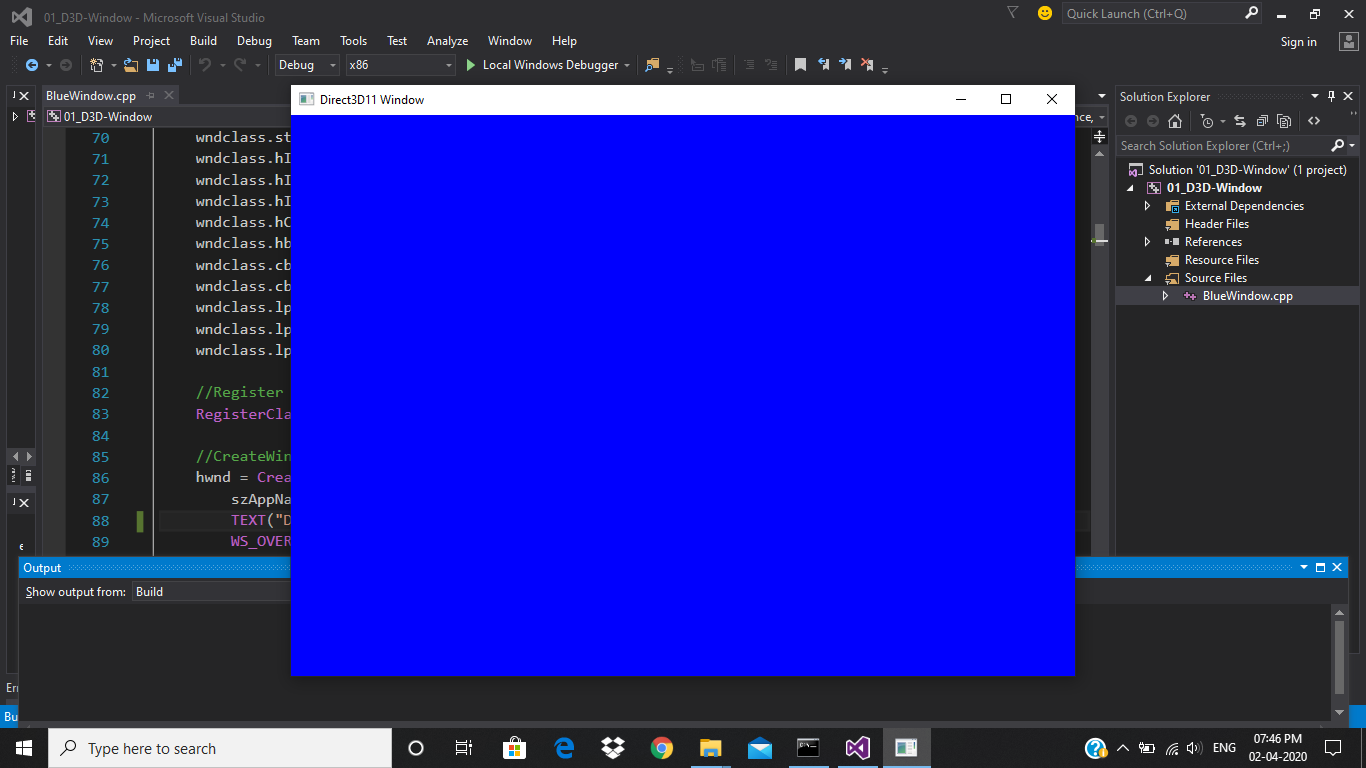 01_D3D-Window - Microsoft Visual Studio
Quick Launch (Ctrl+Q)
File Edit View Project Build Debug Team Tools Test Analyze Window Help
Sign in
Debug x86 Local Windows Debugger
BlueWindow.cpp
01_D3D-Window
Direct3D11 Window
nce,
70 wndclass.st
71 wndclass.hI
72 wndclass.hI
73 wndclass.hI
74 wndclass.hC
75 wndclass.hb
76 wndclass.cb
77 wndclass.cb
78 wndclass.lp
79 wndclass.lp
80 wndclass.lp
81
82 //Register
83 RegisterCla
84
85 //CreateWin
86 hwnd = Crea
87 szAppNa
88 TEXT("D
89 WS_OVER
Solution Explorer
Search Solution Explorer (Ctrl+;)
Solution '01_D3D-Window' (1 project)
01_D3D-Window
External Dependencies
Header Files
References
Resource Files
Source Files
BlueWindow.cpp
Output
Show output from: Build
Type here to search
ENG
07:46 PM
02-04-2020